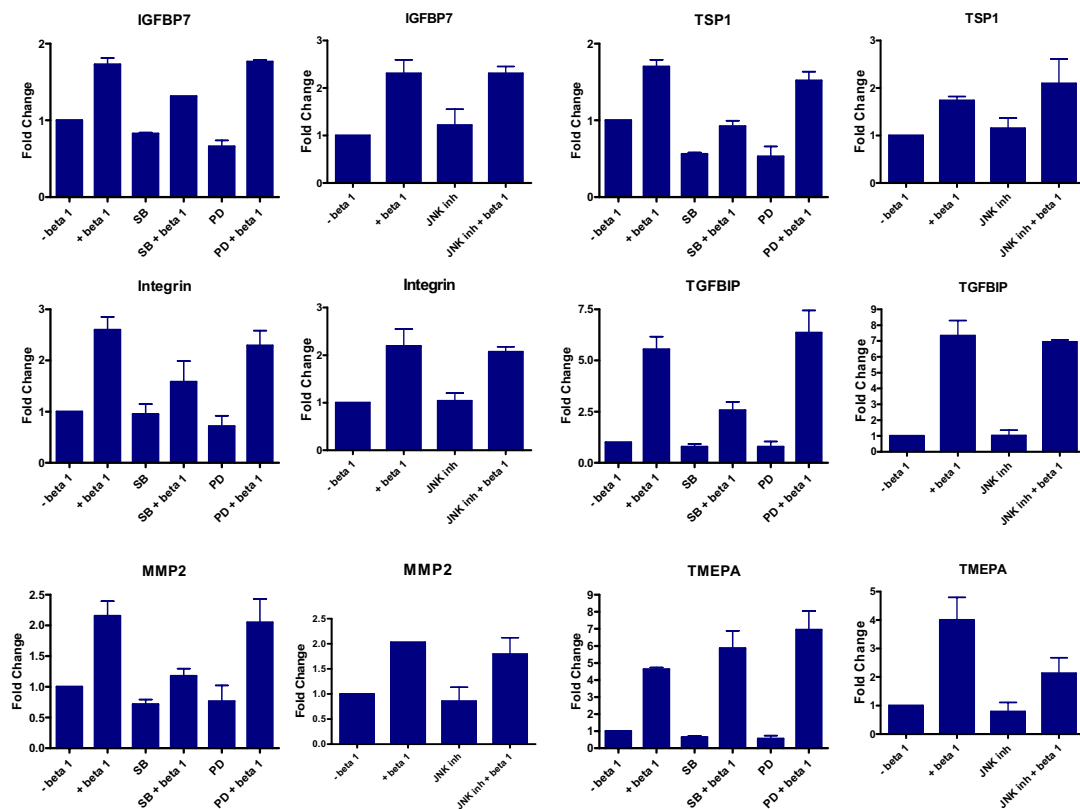 IGFBP7
Fold Change
2
1
0
- beta 1
+ beta 1
SB
SB + beta 1
PD
PD + beta 1
IGFBP7
Fold Change
3
2
1
0
- beta 1
+ beta 1
JNK inh
JNK inh + beta 1
TSP1
Fold Change
2
1
0
- beta 1
+ beta 1
SB
SB + beta 1
PD
PD + beta 1
TSP1
Fold Change
3
2
1
0
- beta 1
+ beta 1
JNK inh
JNK inh + beta 1
Integrin
Fold Change
3
2
1
0
- beta 1
+ beta 1
SB
SB + beta 1
PD
PD + beta 1
Integrin
Fold Change
3
2
1
0
- beta 1
+ beta 1
JNK inh
JNK inh + beta 1
TGFBIP
Fold Change
7.5
5.0
2.5
0.0
- beta 1
+ beta 1
SB
SB + beta 1
PD
PD + beta 1
TGFBIP
Fold Change
9
8
7
6
5
4
3
2
1
0
- beta 1
+ beta 1
JNK inh
JNK inh + beta 1
MMP2
Fold Change
2.5
2.0
1.5
1.0
0.5
0.0
- beta 1
+ beta 1
SB
SB + beta 1
PD
PD + beta 1
MMP2
Fold Change
2.5
2.0
1.5
1.0
0.5
0.0
- beta 1
+ beta 1
JNK inh
JNK inh + beta 1
TMEPA
Fold Change
9
8
7
6
5
4
3
2
1
0
- beta 1
+ beta 1
SB
SB + beta 1
PD
PD + beta 1
TMEPA
Fold Change
5
4
3
2
1
0
- beta 1
+ beta 1
JNK inh
JNK inh + beta 1